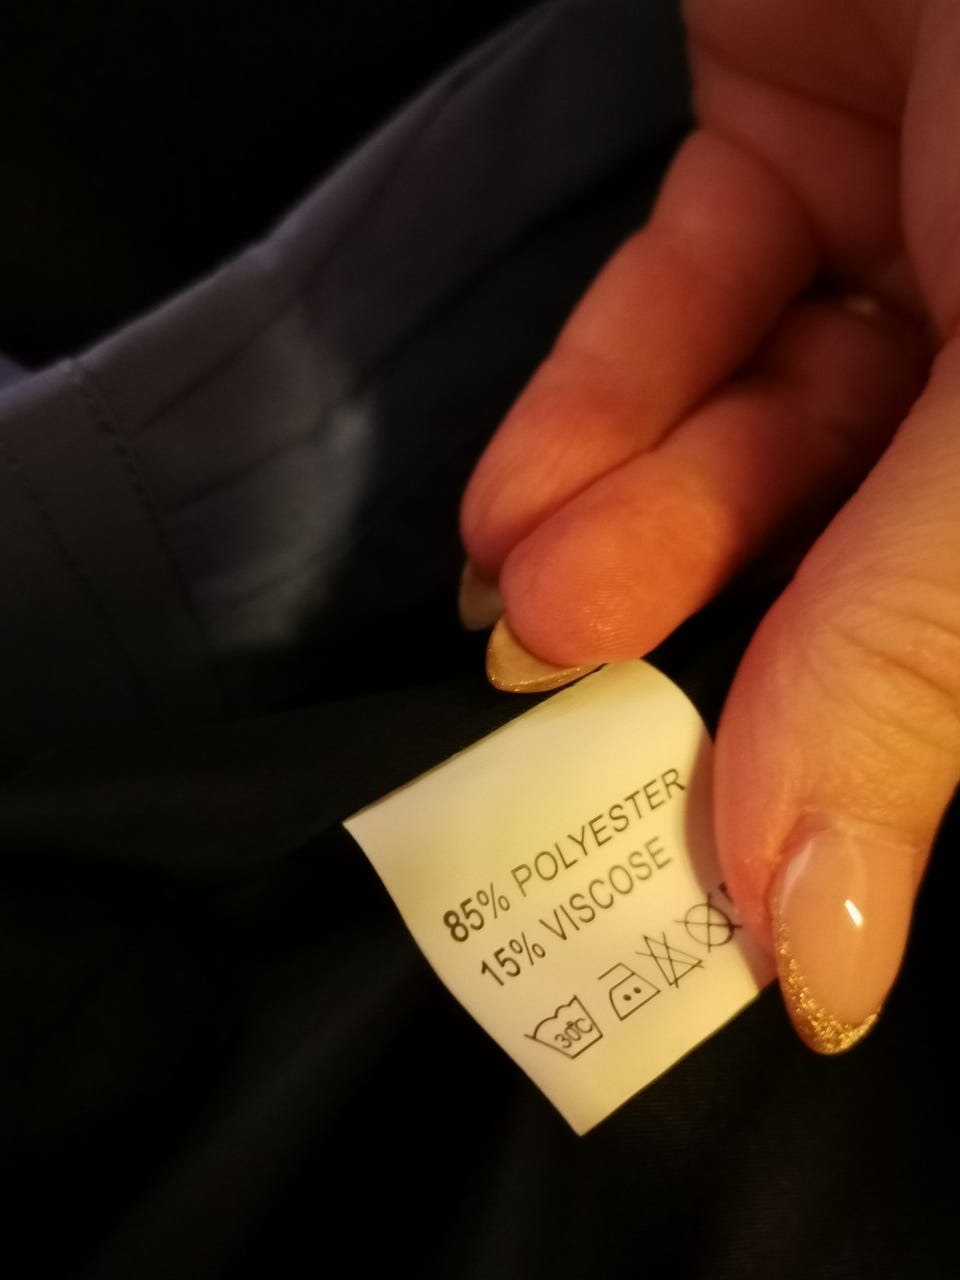 85% POLYESTER
15% VISCOSE
30°C